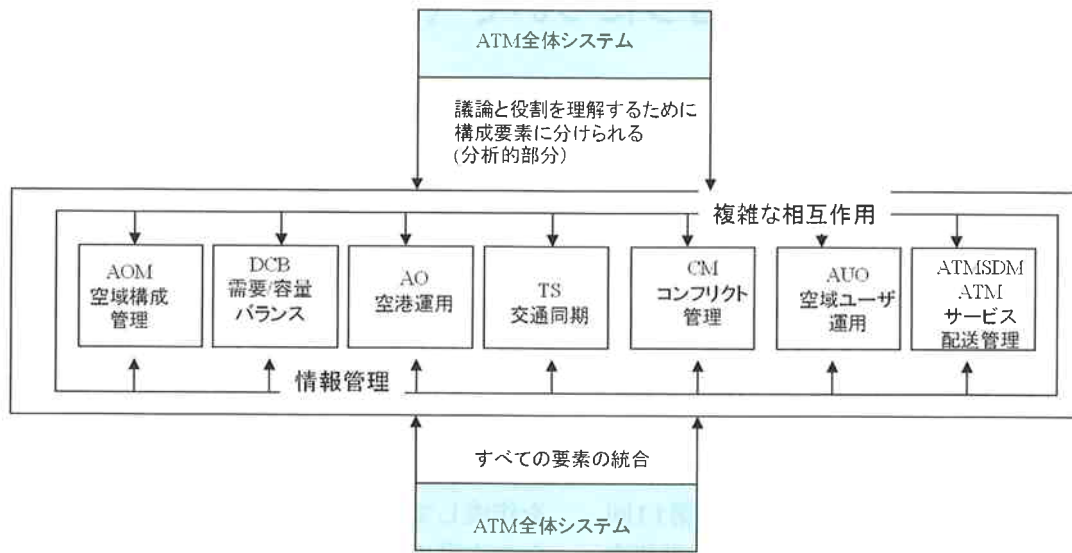 ATM全体システム
議論と役割を理解するために
構成要素に分けられる
(分析的部分)
複雑な相互作用
AOM
空域構成
管理
DCB
需要/容量
バランス
AO
空港運用
TS
交通同期
CM
コンフリクト
管理
AUO
空域ユーザ
運用
ATMSDM
ATM
サービス
配送管理
情報管理
すべての要素の統合
ATM全体システム